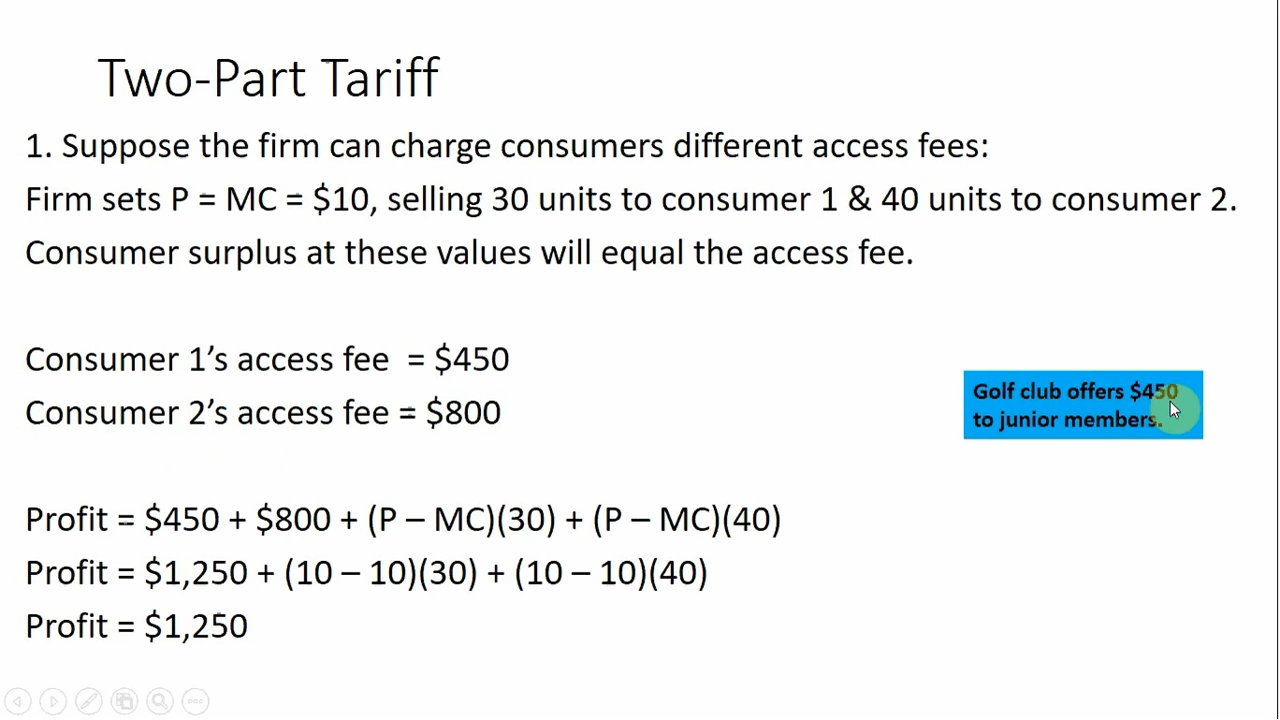 Two-Part Tariff
1. Suppose the firm can charge consumers different access fees:
Firm sets P = MC = $10, selling 30 units to consumer 1 & 40 units to consumer 2.
Consumer surplus at these values will equal the access fee.
Consumer 1’s access fee  = $450
Consumer 2’s access fee = $800
Golf club offers $450
to junior members.
Profit = $450 + $800 + (P – MC)(30) + (P – MC)(40)
Profit = $1,250 + (10 – 10)(30) + (10 – 10)(40)
Profit = $1,250